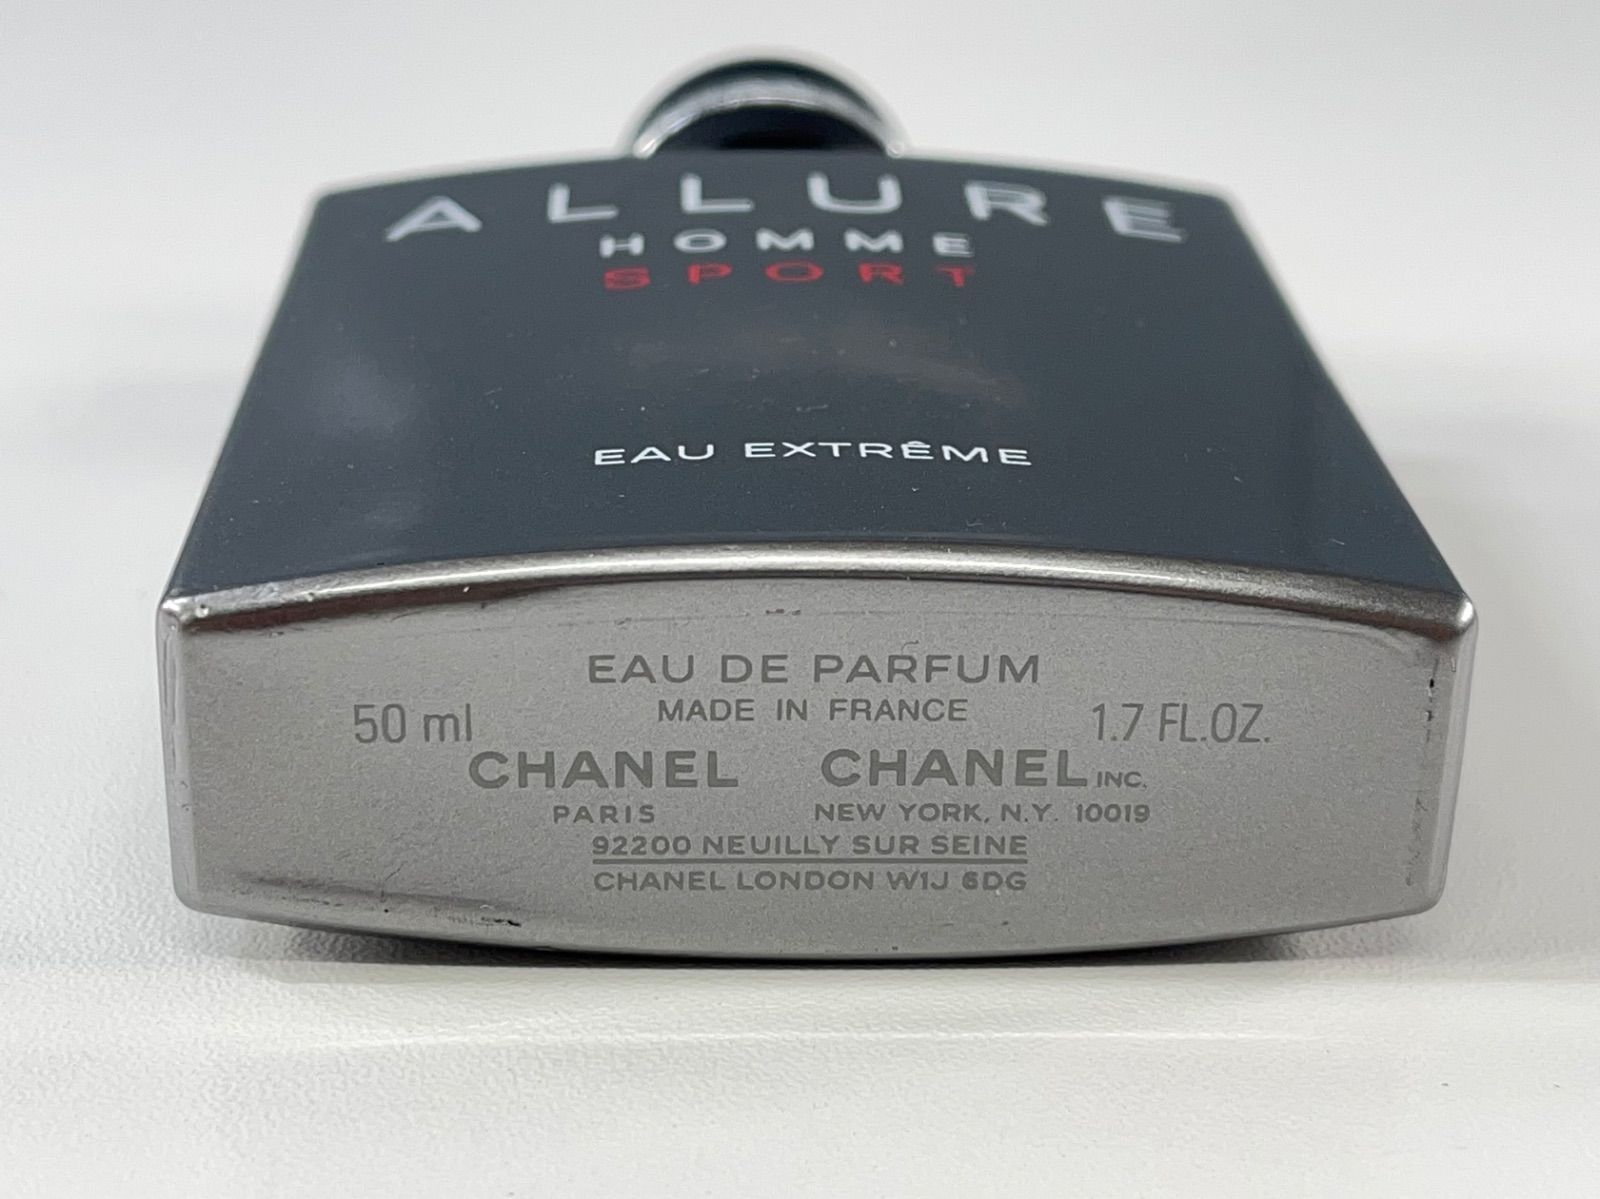 ALLURE
HOMME
SPORT
EAU EXTRÊME
EAU DE PARFUM
MADE IN FRANCE
50 ml 1.7 FL.OZ.
CHANEL CHANEL INC.
PARIS NEW YORK, N.Y. 10019
92200 NEUILLY SUR SEINE
CHANEL LONDON W1J 6DG